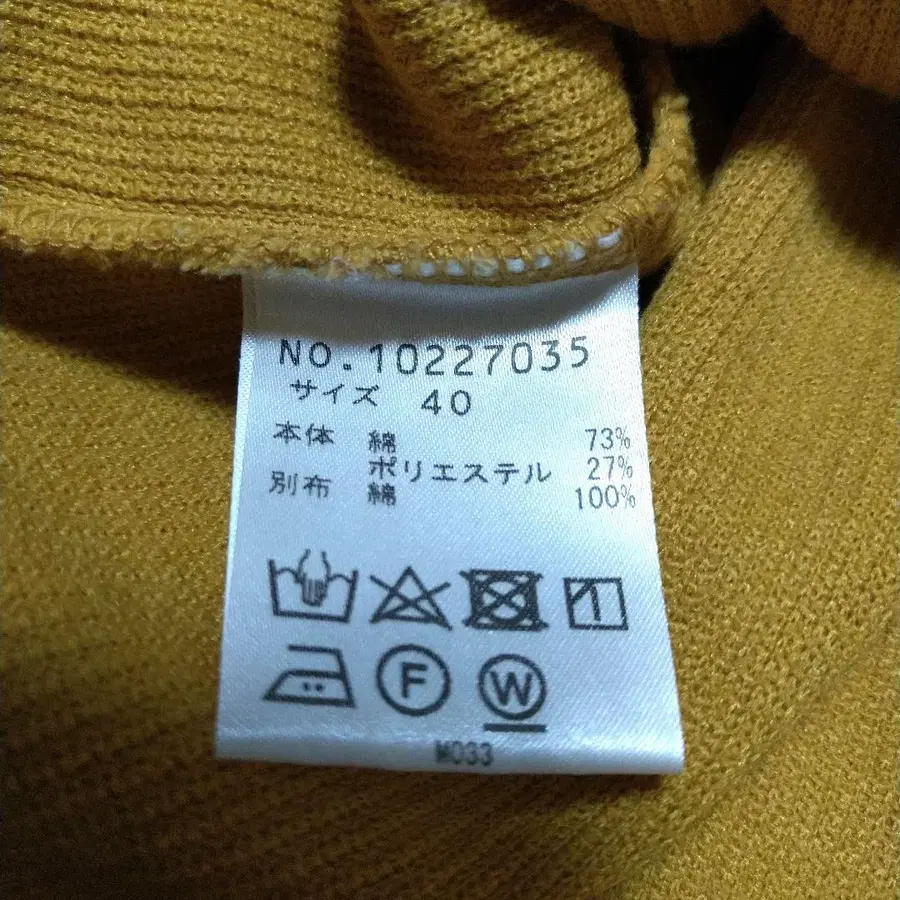 NO.10227035
サイズ 40
本体 綿 73%
ポリエステル 27%
別布 綿 100%
F W
M033